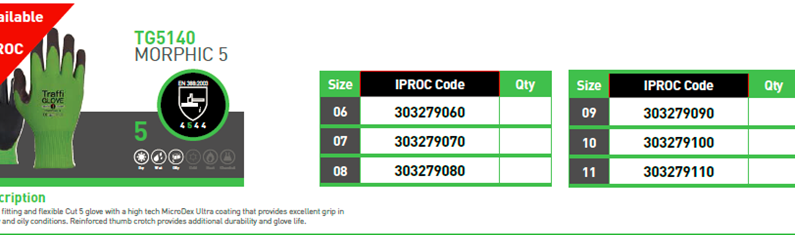 ailable
ROC
TG5140
MORPHIC 5
Traffi
GLOVE
EN 388:2003
4 5 4 4
5
Dry Wet Oily
Size IPROC Code Qty
06 303279060
07 303279070
08 303279080
Size IPROC Code Qty
09 303279090
10 303279100
11 303279110
cription
fitting and flexible Cut 5 glove with a high tech MicroDex Ultra coating that provides excellent grip in
and oily conditions. Reinforced thumb crotch provides additional durability and glove life.